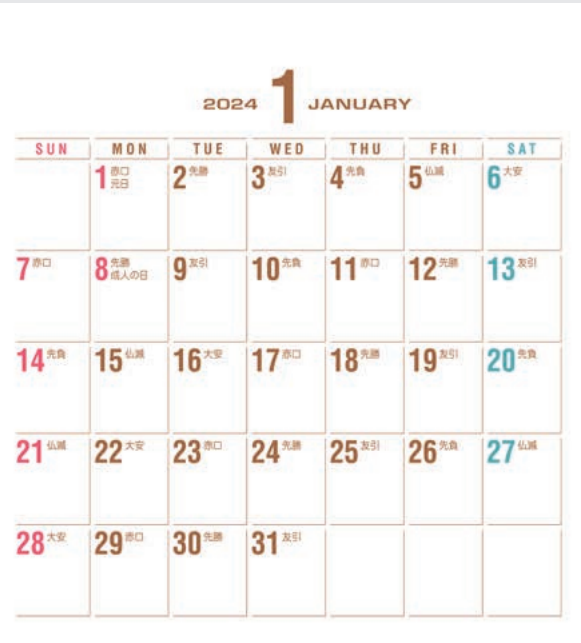 2024 1 JANUARY
SUN MON TUE WED THU FRI SAT
1 赤口 2 先勝 3 友引 4 先負 5 仏滅 6 大安
元日
7 赤口 8 先勝 9 友引 10 先負 11 赤口 12 先勝 13 友引
成人の日
14 先負 15 仏滅 16 大安 17 赤口 18 先勝 19 友引 20 先負
21 仏滅 22 大安 23 赤口 24 先勝 25 友引 26 先負 27 仏滅
28 大安 29 赤口 30 先勝 31 友引